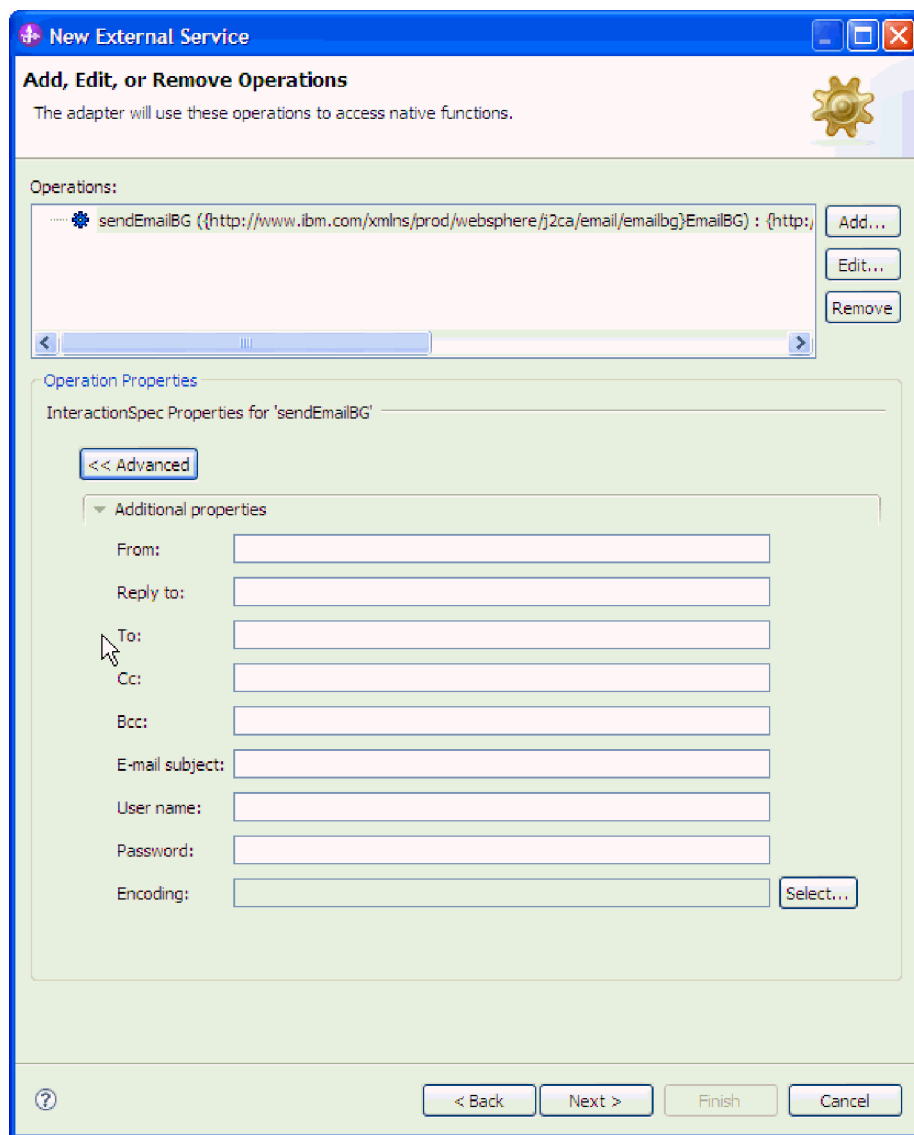 New External Service
Add, Edit, or Remove Operations
The adapter will use these operations to access native functions.
Operations:
sendEmailBG ({http://www.ibm.com/xmlns/prod/websphere/j2ca/email/emailbg}EmailBG) : {http:/
Add...
Edit...
Remove
Operation Properties
InteractionSpec Properties for 'sendEmailBG'
<< Advanced
Additional properties
From:
Reply to:
To:
Cc:
Bcc:
E-mail subject:
User name:
Password:
Encoding:
Select...
?
< Back
Next >
Finish
Cancel